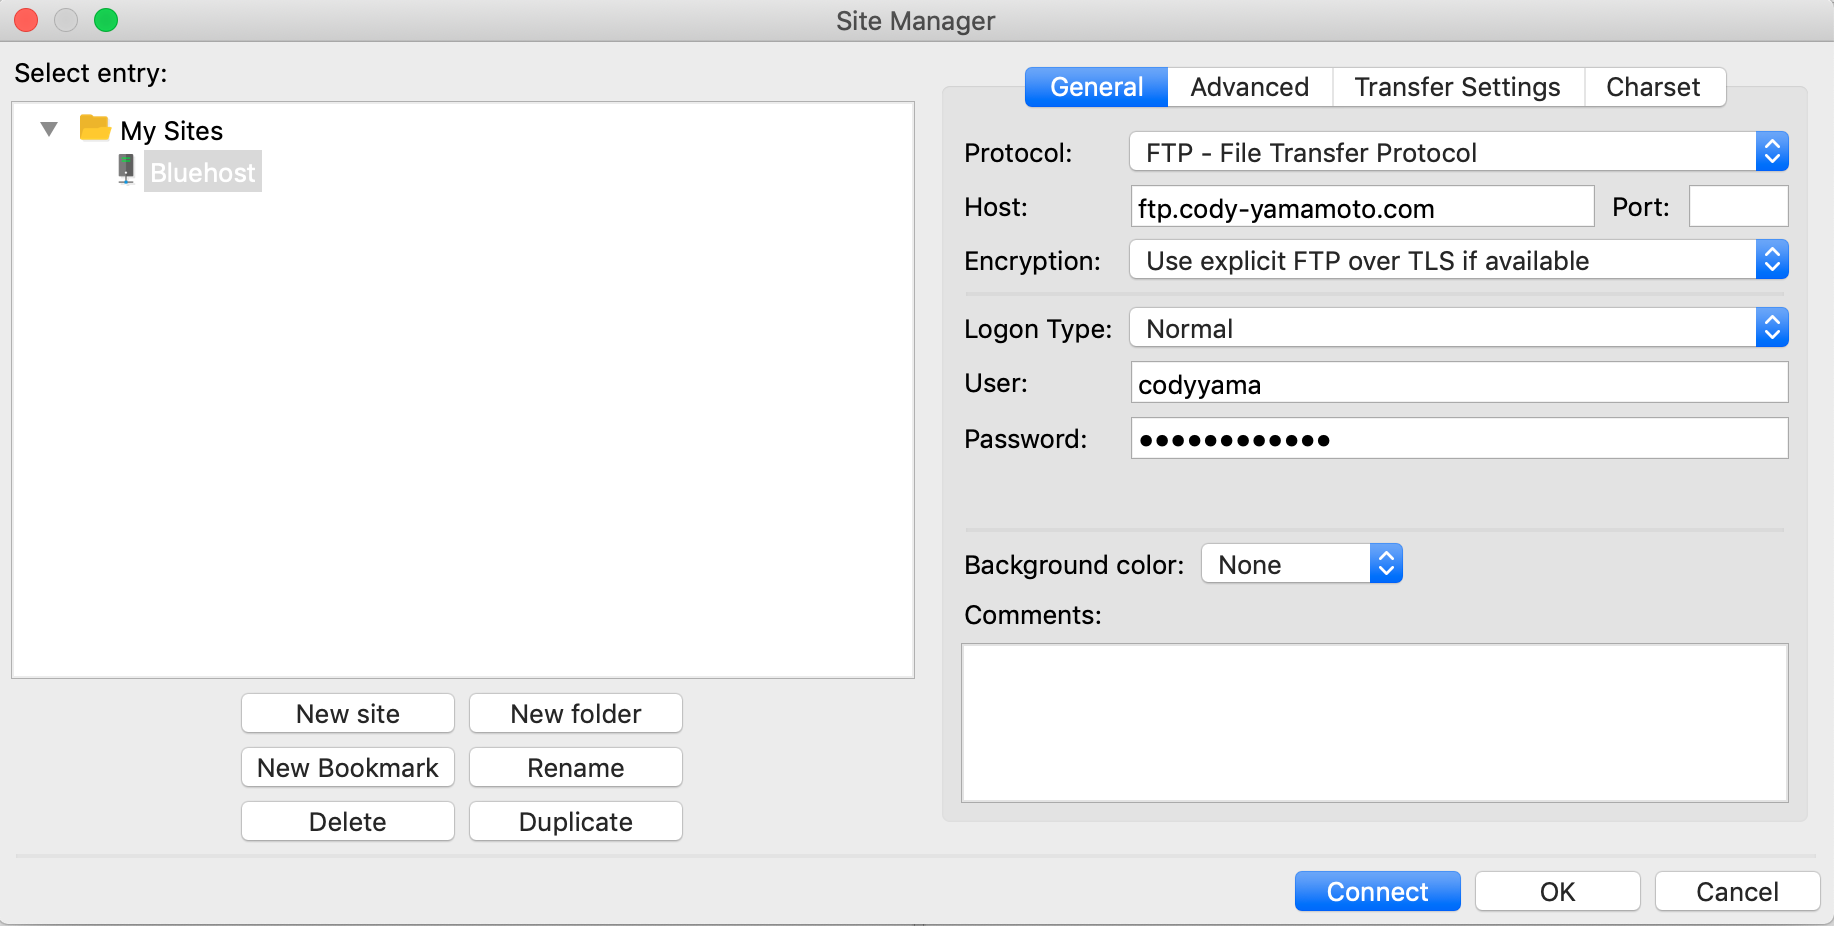 Site Manager
Select entry:
My Sites
Bluehost
New site
New folder
New Bookmark
Rename
Delete
Duplicate
General
Advanced
Transfer Settings
Charset
Protocol: FTP - File Transfer Protocol
Host: ftp.cody-yamamoto.com Port:
Encryption: Use explicit FTP over TLS if available
Logon Type: Normal
User: codyyama
Password: ●●●●●●●●●●●●
Background color: None
Comments:
Connect
OK
Cancel